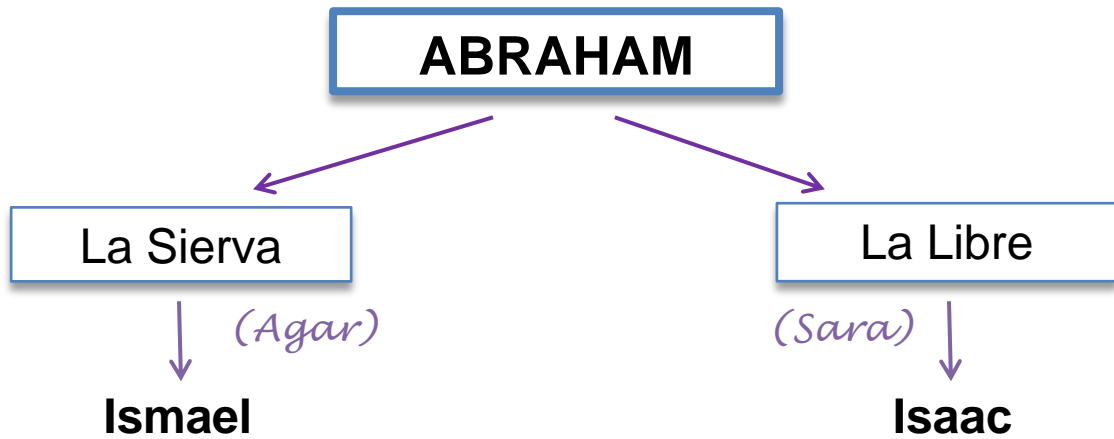 ABRAHAM
La Sierva
La Libre
(Agar)
(Sara)
Ismael
Isaac